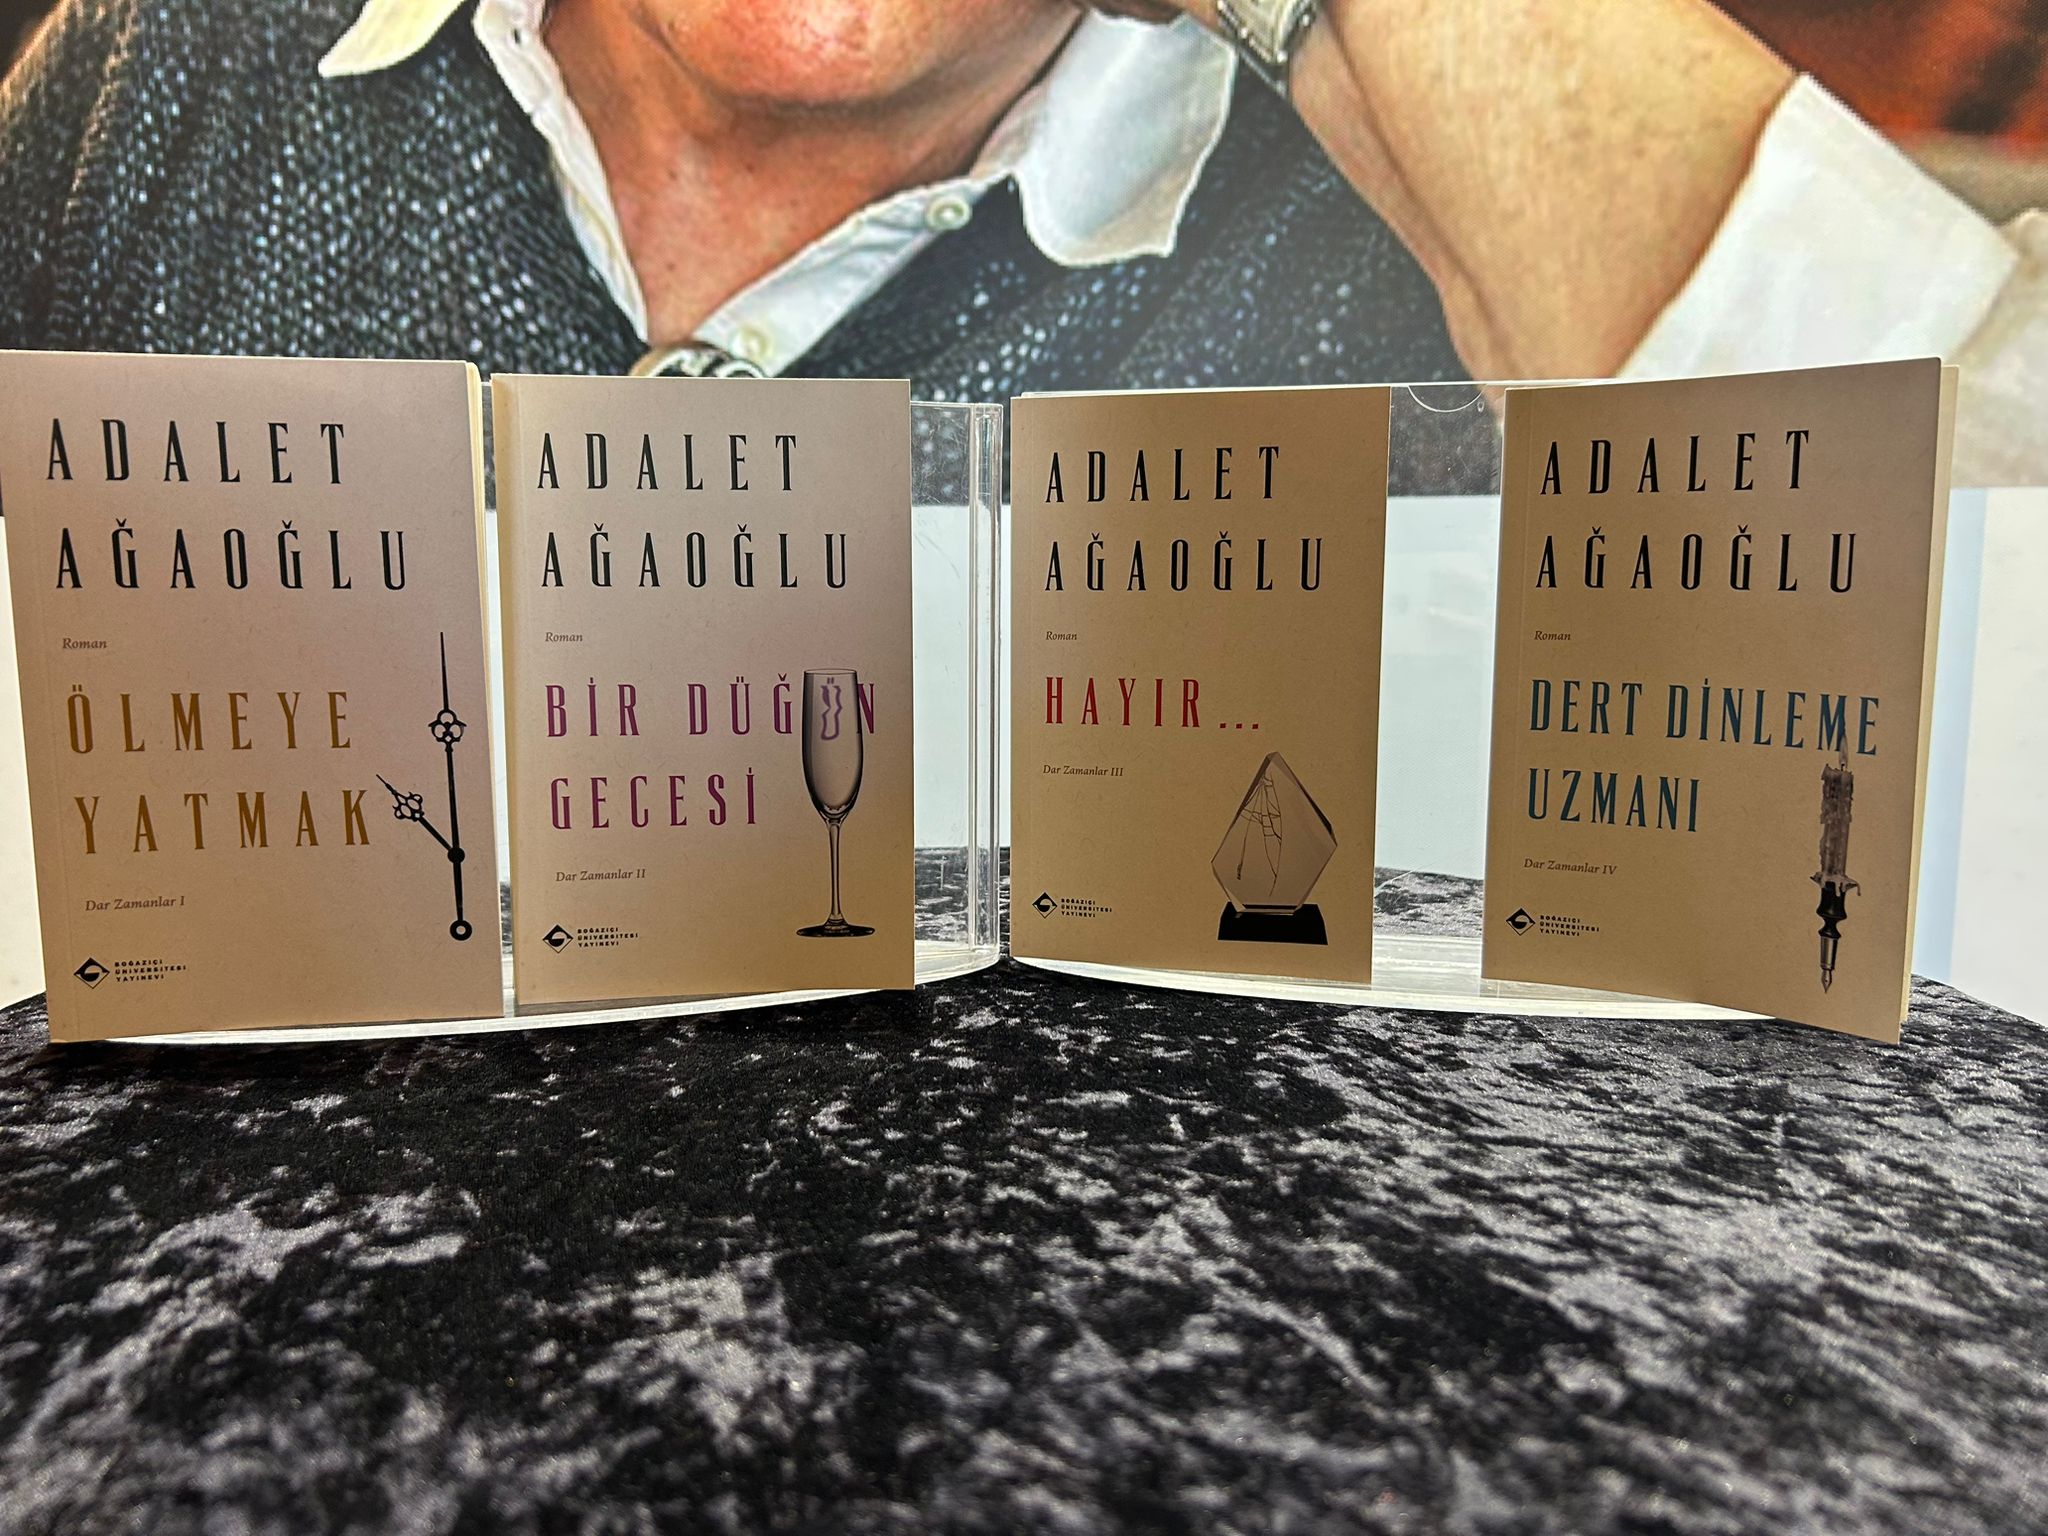 ADALET
AĞAOĞLU
Roman
ÖLMEYE
YATMAK
Dar Zamanlar I
BOĞAZİÇİ
ÜNİVERSİTESİ
YAYINEVİ
ADALET
AĞAOĞLU
Roman
BİR DÜĞÜN
GECESİ
Dar Zamanlar II
BOĞAZİÇİ
ÜNİVERSİTESİ
YAYINEVİ
ADALET
AĞAOĞLU
Roman
HAYIR...
Dar Zamanlar III
BOĞAZİÇİ
ÜNİVERSİTESİ
YAYINEVİ
ADALET
AĞAOĞLU
Roman
DERT DİNLEME
UZMANI
Dar Zamanlar IV
BOĞAZİÇİ
ÜNİVERSİTESİ
YAYINEVİ